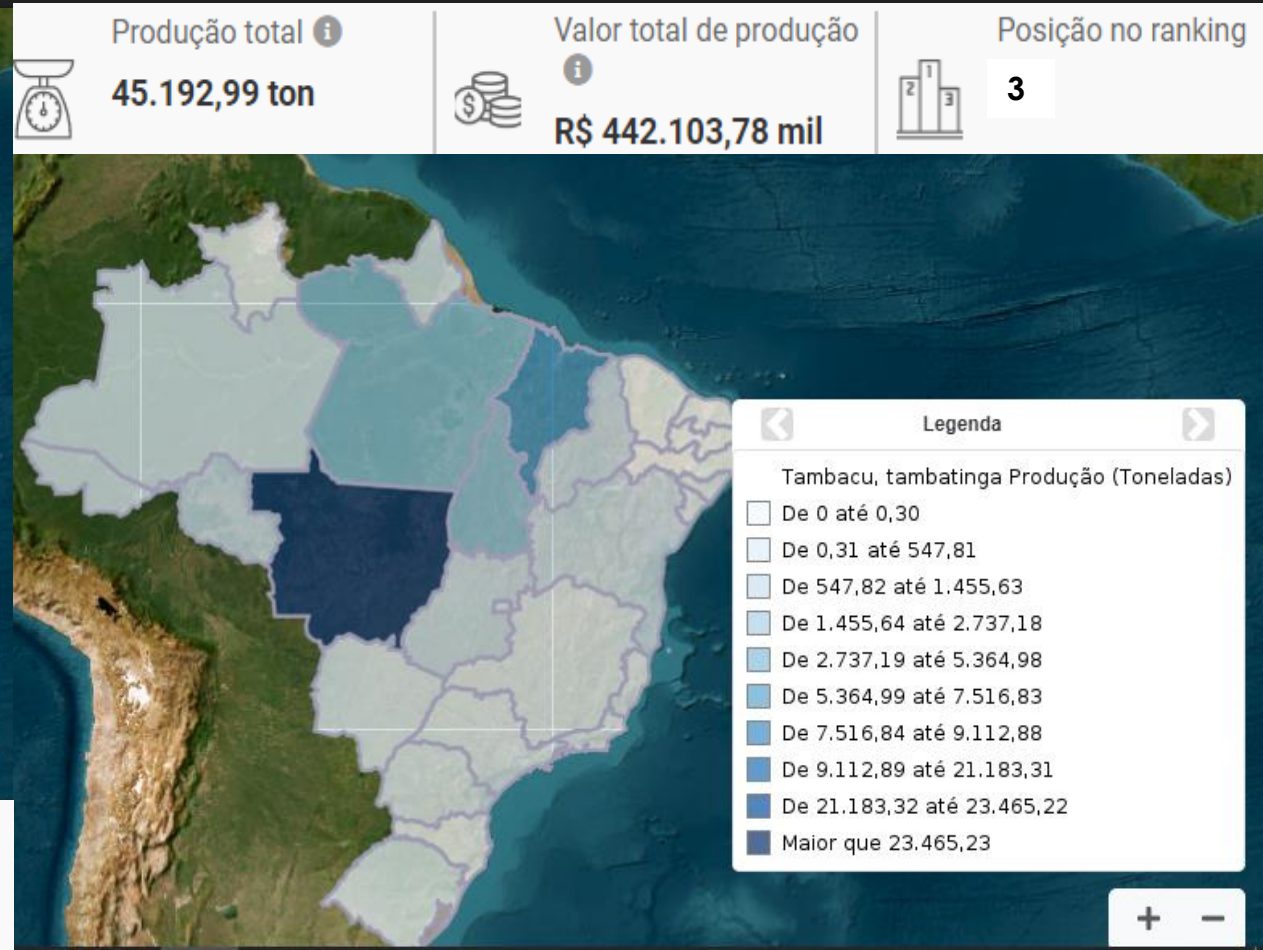 Produção total
45.192,99 ton
Valor total de produção
R$ 442.103,78 mil
Posição no ranking
2 1 3
3
Legenda
Tambacu, tambatinga Produção (Toneladas)
De 0 até 0,30
De 0,31 até 547,81
De 547,82 até 1.455,63
De 1.455,64 até 2.737,18
De 2.737,19 até 5.364,98
De 5.364,99 até 7.516,83
De 7.516,84 até 9.112,88
De 9.112,89 até 21.183,31
De 21.183,32 até 23.465,22
Maior que 23.465,23
+ −